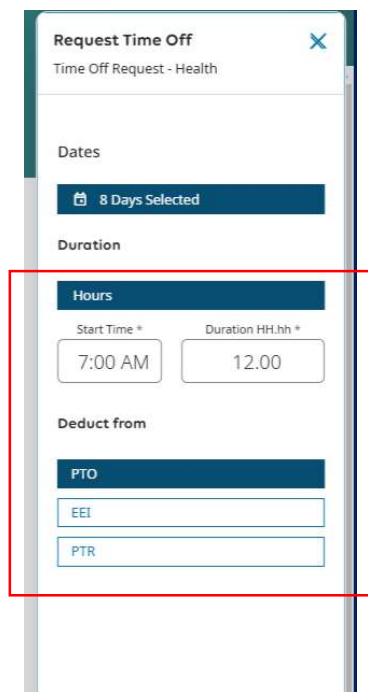 Request Time Off
Time Off Request - Health
Dates
8 Days Selected
Duration
Hours
Start Time * Duration HH.hh *
7:00 AM 12.00
Deduct from
PTO
EEI
PTR